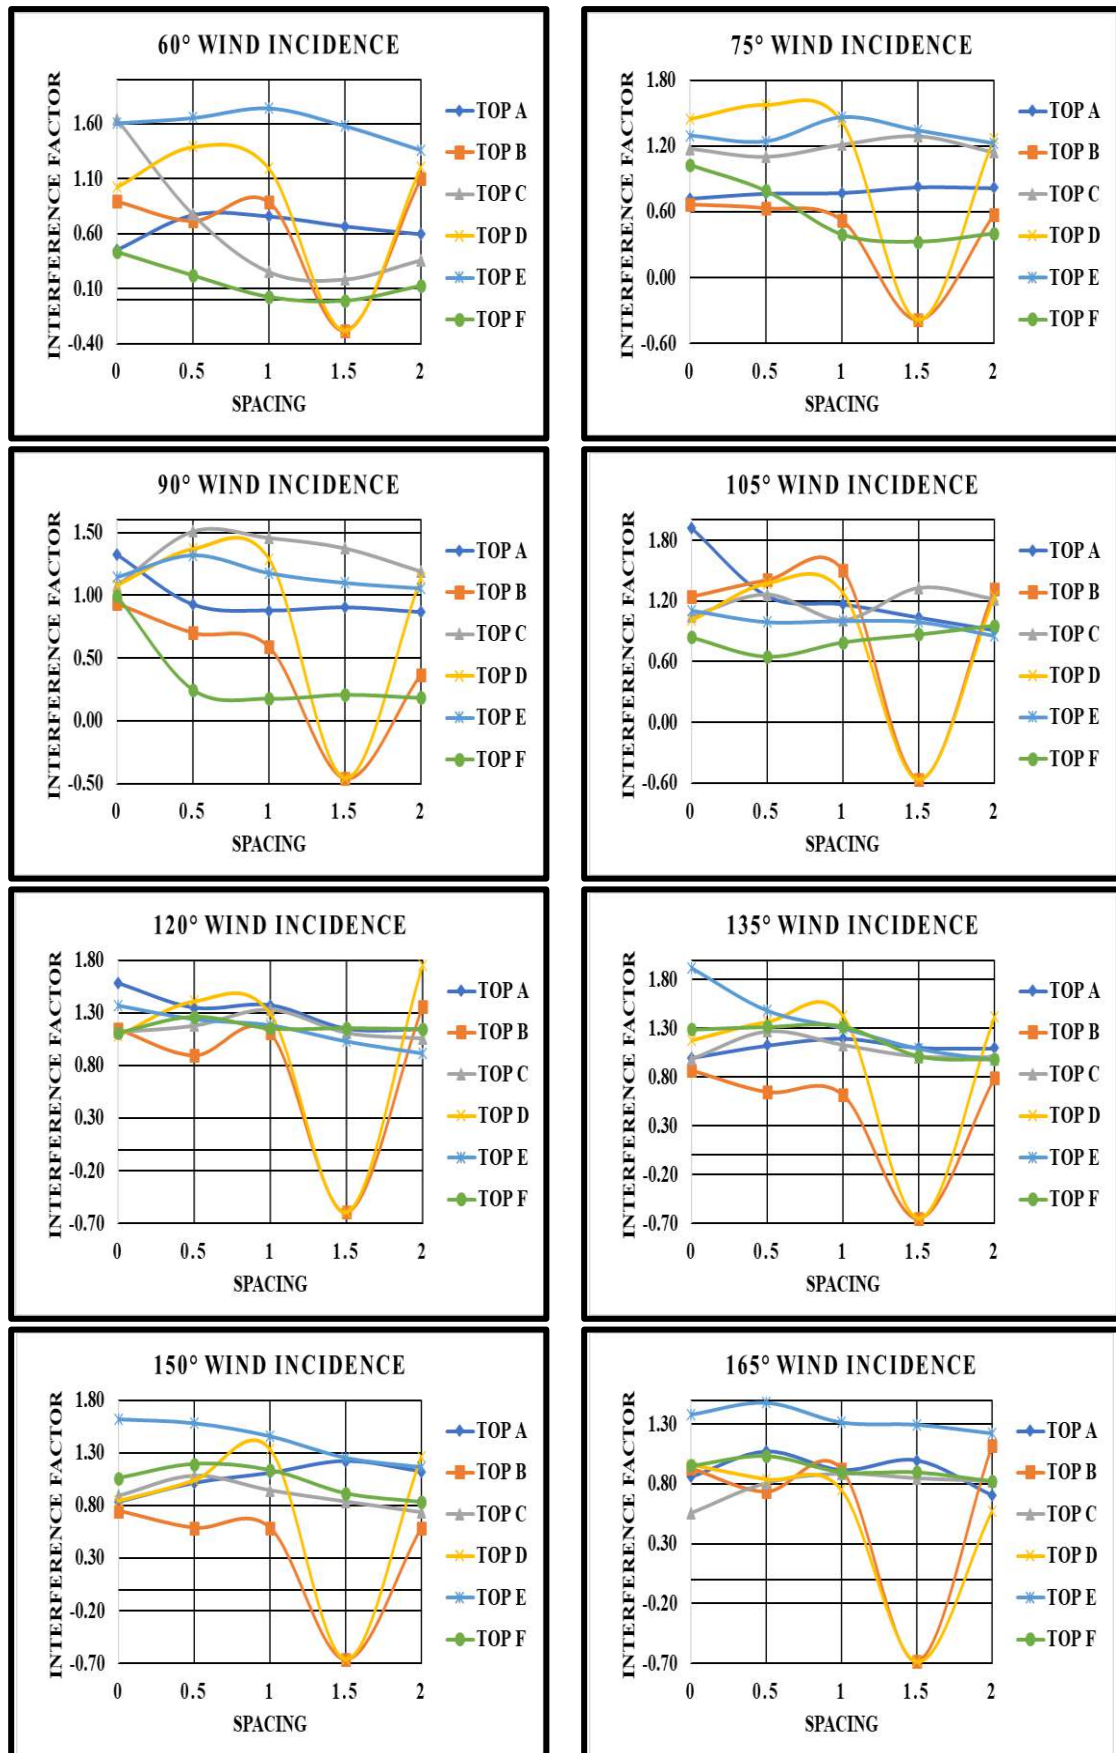 60° WIND INCIDENCE
INTERFERENCE FACTOR
1.60
1.10
0.60
0.10
-0.40
0 0.5 1 1.5 2
SPACING
TOP A
TOP B
TOP C
TOP D
TOP E
TOP F
75° WIND INCIDENCE
INTERFERENCE FACTOR
1.80
1.20
0.60
0.00
-0.60
0 0.5 1 1.5 2
SPACING
TOP A
TOP B
TOP C
TOP D
TOP E
TOP F
90° WIND INCIDENCE
INTERFERENCE FACTOR
1.50
1.00
0.50
0.00
-0.50
0 0.5 1 1.5 2
SPACING
TOP A
TOP B
TOP C
TOP D
TOP E
TOP F
105° WIND INCIDENCE
INTERFERENCE FACTOR
1.80
1.20
0.60
0.00
-0.60
0 0.5 1 1.5 2
SPACING
TOP A
TOP B
TOP C
TOP D
TOP E
TOP F
120° WIND INCIDENCE
INTERFERENCE FACTOR
1.80
1.30
0.80
0.30
-0.20
-0.70
0 0.5 1 1.5 2
SPACING
TOP A
TOP B
TOP C
TOP D
TOP E
TOP F
135° WIND INCIDENCE
INTERFERENCE FACTOR
1.80
1.30
0.80
0.30
-0.20
-0.70
0 0.5 1 1.5 2
SPACING
TOP A
TOP B
TOP C
TOP D
TOP E
TOP F
150° WIND INCIDENCE
INTERFERENCE FACTOR
1.80
1.30
0.80
0.30
-0.20
-0.70
0 0.5 1 1.5 2
SPACING
TOP A
TOP B
TOP C
TOP D
TOP E
TOP F
165° WIND INCIDENCE
INTERFERENCE FACTOR
1.30
0.80
0.30
-0.20
-0.70
0 0.5 1 1.5 2
SPACING
TOP A
TOP B
TOP C
TOP D
TOP E
TOP F